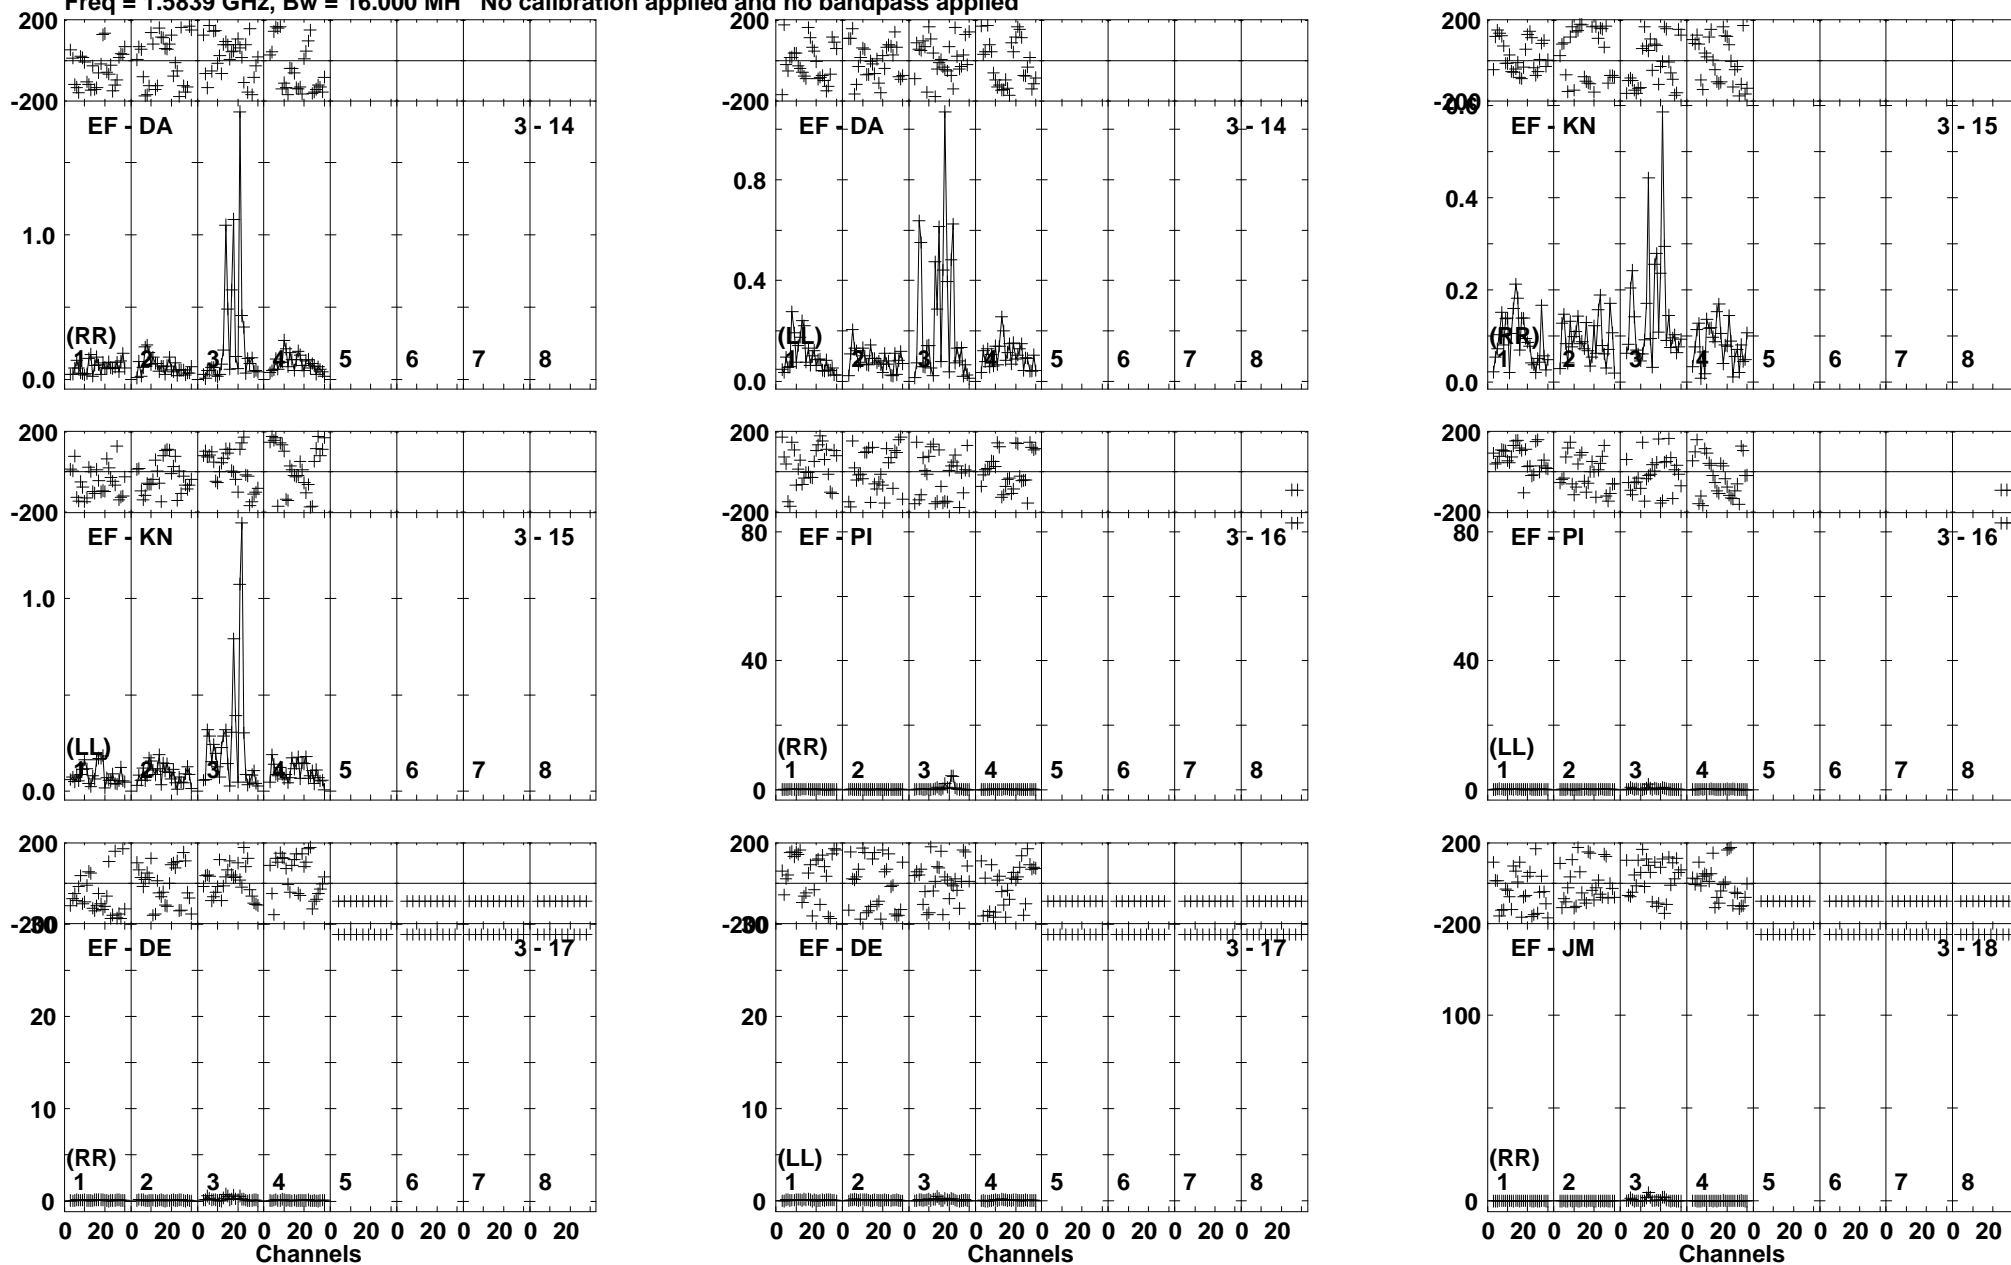 Freq = 1.5839 GHz, Bw = 16.000 MH No calibration applied and no bandpass applied
200 200 200
-200 -200 -200
EF - DA 3 - 14 EF - DA 3 - 14 0.6 EF - KN 3 - 15
0.8
1.0 0.4
0.4 0.2
(RR) (LL) (RR)
1 2 3 4 5 6 7 8 1 2 3 4 5 6 7 8 1 2 3 4 5 6 7 8
0.0 0.0 0.0
200 200 200
-200 -200 -200
EF - KN 3 - 15 80 EF - PI 3 - 16 80 EF - PI 3 - 16
1.0
40 40
(LL) (RR) (LL)
1 2 3 4 5 6 7 8 1 2 3 4 5 6 7 8 1 2 3 4 5 6 7 8
0.0 0 0
200 200 200
-200 -200 -200
30 EF - DE 3 - 17 30 EF - DE 3 - 17 EF - JM 3 - 18
20 20 100
10 10
(RR) (LL) (RR)
1 2 3 4 5 6 7 8 1 2 3 4 5 6 7 8 1 2 3 4 5 6 7 8
0 0 0
0 20 0 20 0 20 0 20 0 20 0 20 0 20 0 20 0 20 0 20 0 20 0 20 0 20 0 20 0 20 0 20 0 20 0 20 0 20 0 20 0 20 0 20 0 20 0 20
Channels Channels Channels